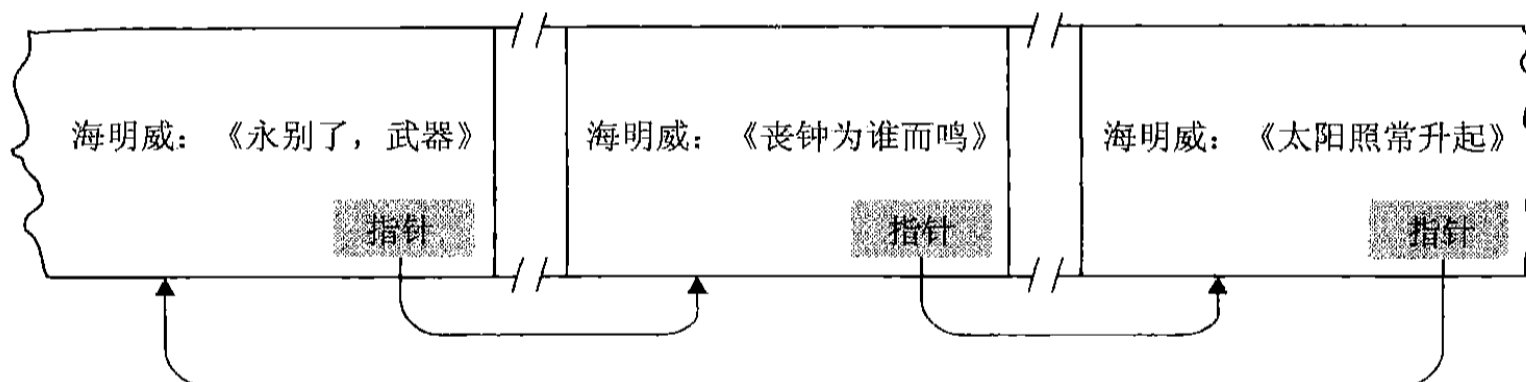 海明威：《永别了，武器》 海明威：《丧钟为谁而鸣》 海明威：《太阳照常升起》
指针 指针 指针